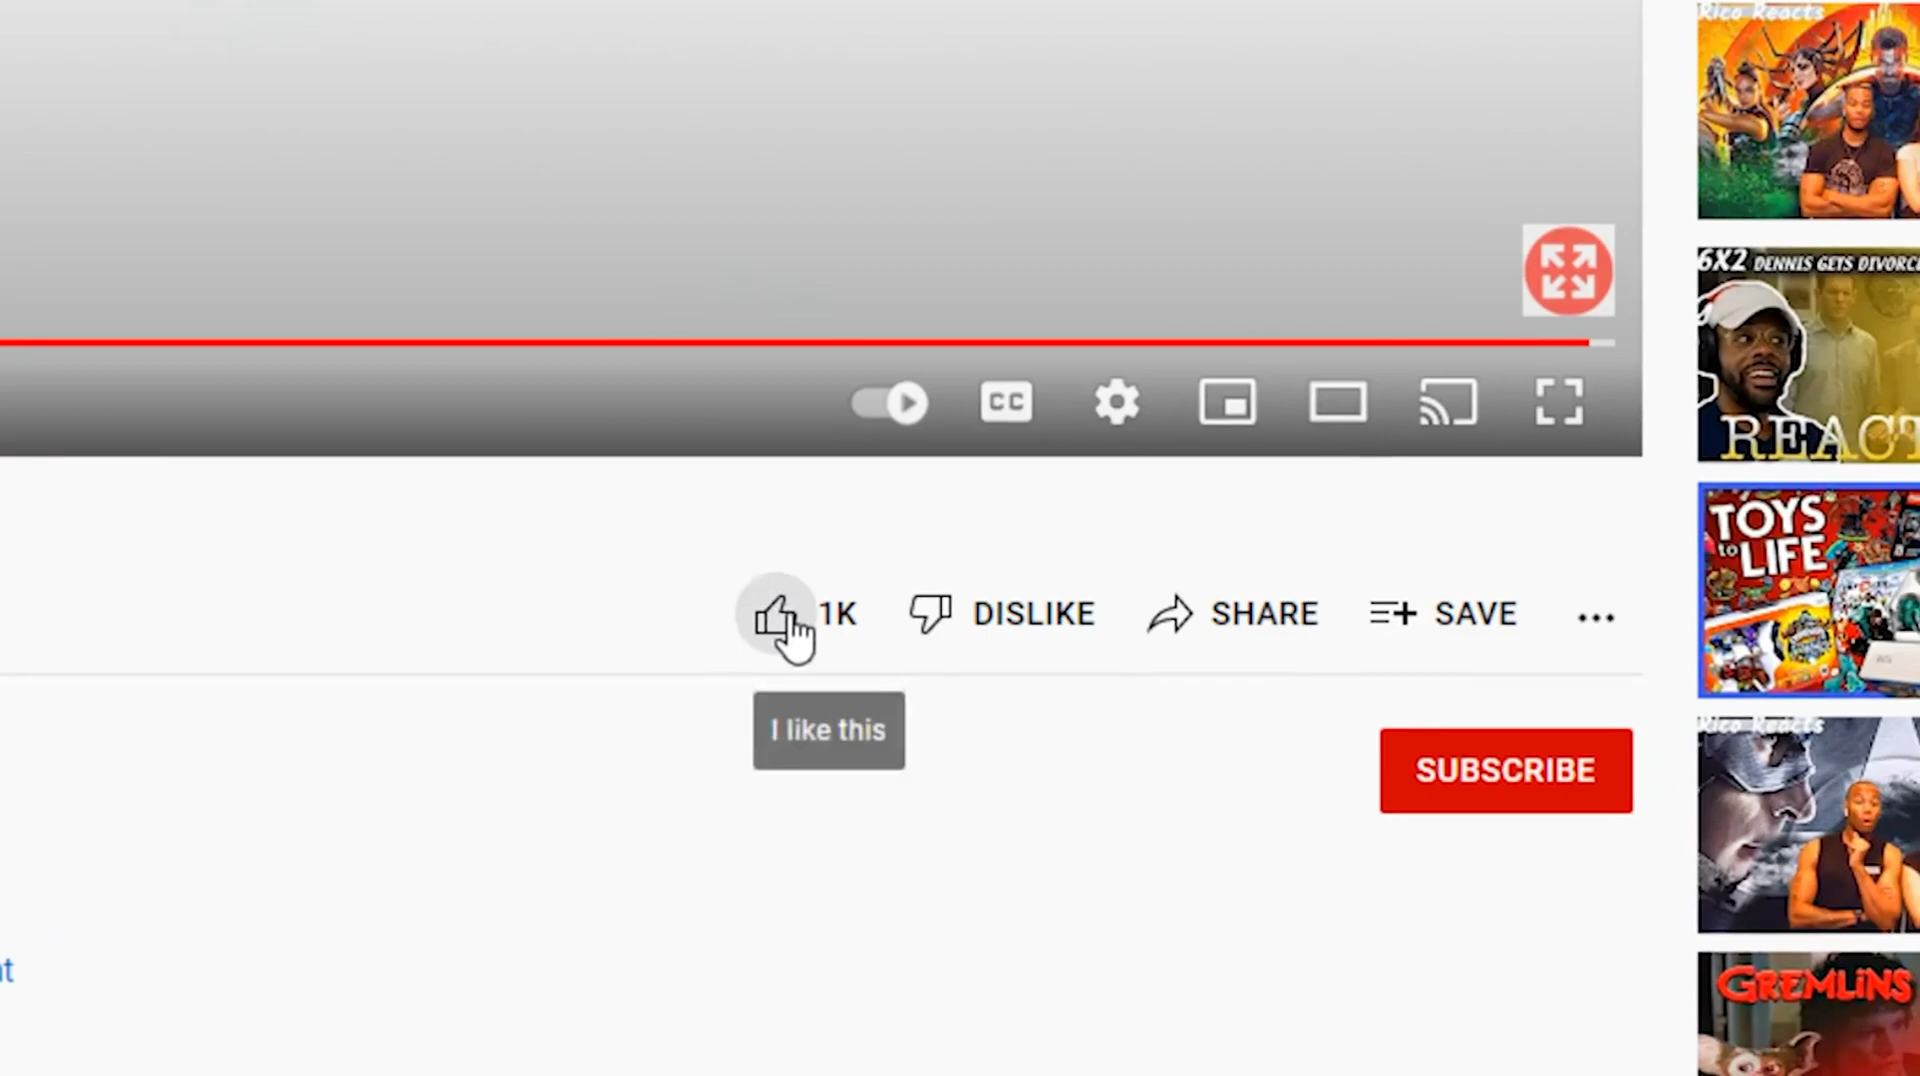 Rico Reacts
6X2 DENNIS GETS DIVORCE
REACT
CC
1K
DISLIKE
SHARE
SAVE
TOYS
to LIFE
I like this
SUBSCRIBE
Rico Reacts
GREMLINS